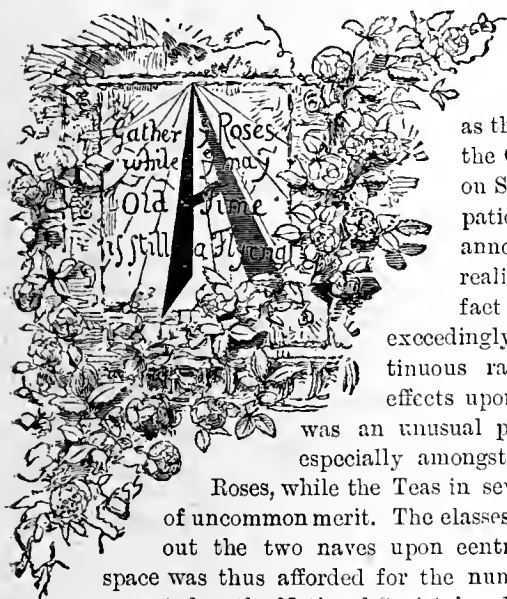 Gather ye Roses
while ye may
Old Time
is still a Flying
as th
the
on S
patio
anno
reali
fact
exceedingly
tinuous ra
effects upon
was an unusual p
especially amongst
Roses, while the Teas in sev
of uncommon merit. The classes
out the two naves upon centr
space was thus afforded for the num